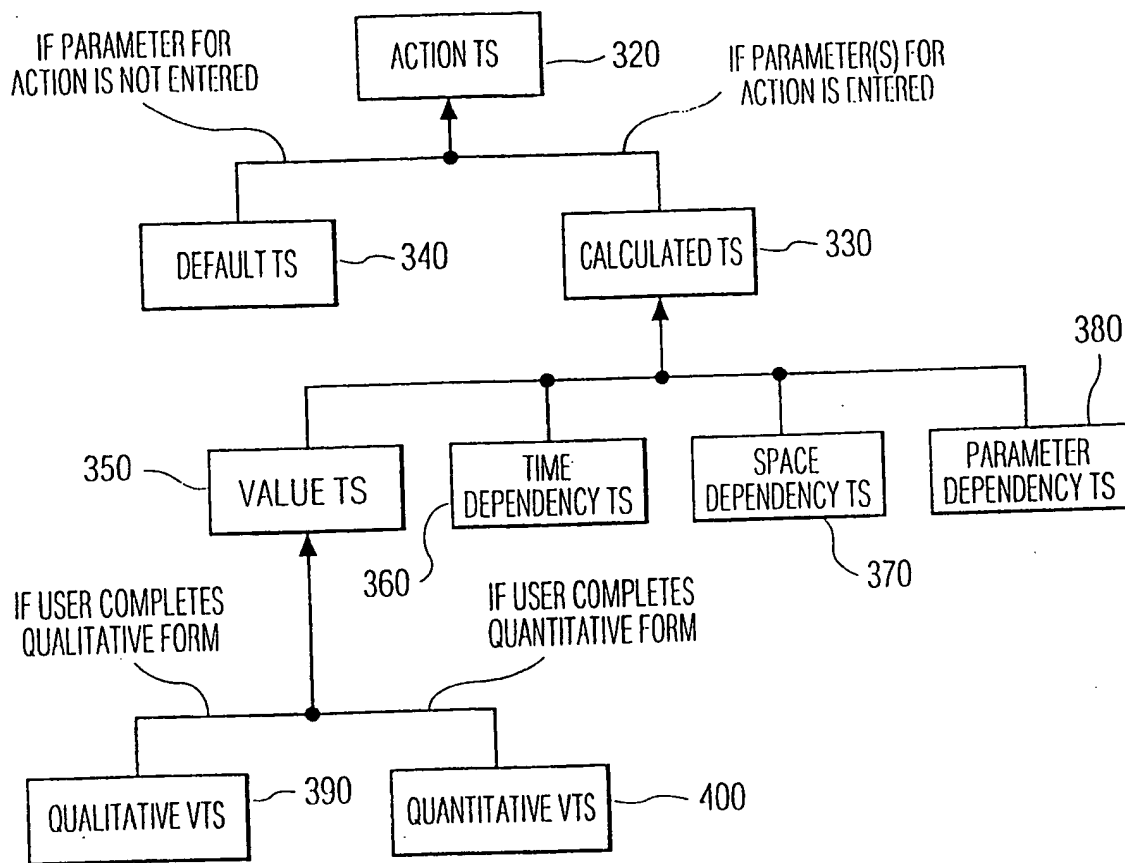 IF PARAMETER FOR
ACTION IS NOT ENTERED
ACTION TS
320
IF PARAMETER(S) FOR
ACTION IS ENTERED
DEFAULT TS
340
CALCULATED TS
330
380
350
VALUE TS
TIME
DEPENDENCY TS
SPACE
DEPENDENCY TS
PARAMETER
DEPENDENCY TS
360
370
IF USER COMPLETES
QUALITATIVE FORM
IF USER COMPLETES
QUANTITATIVE FORM
QUALITATIVE VTS
390
QUANTITATIVE VTS
400